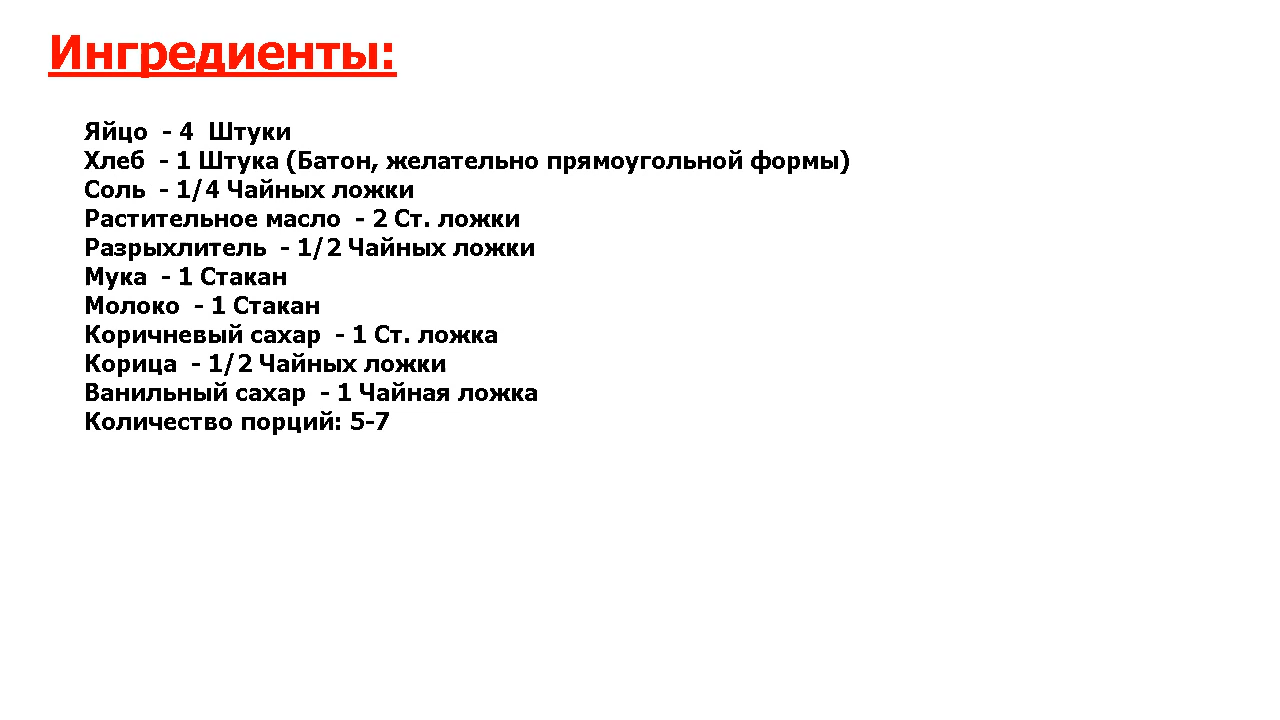 Ингредиенты:
Яйцо - 4 Штуки
Хлеб - 1 Штука (Батон, желательно прямоугольной формы)
Соль - 1/4 Чайных ложки
Растительное масло - 2 Ст. ложки
Разрыхлитель - 1/2 Чайных ложки
Мука - 1 Стакан
Молоко - 1 Стакан
Коричневый сахар - 1 Ст. ложка
Корица - 1/2 Чайных ложки
Ванильный сахар - 1 Чайная ложка
Количество порций: 5-7